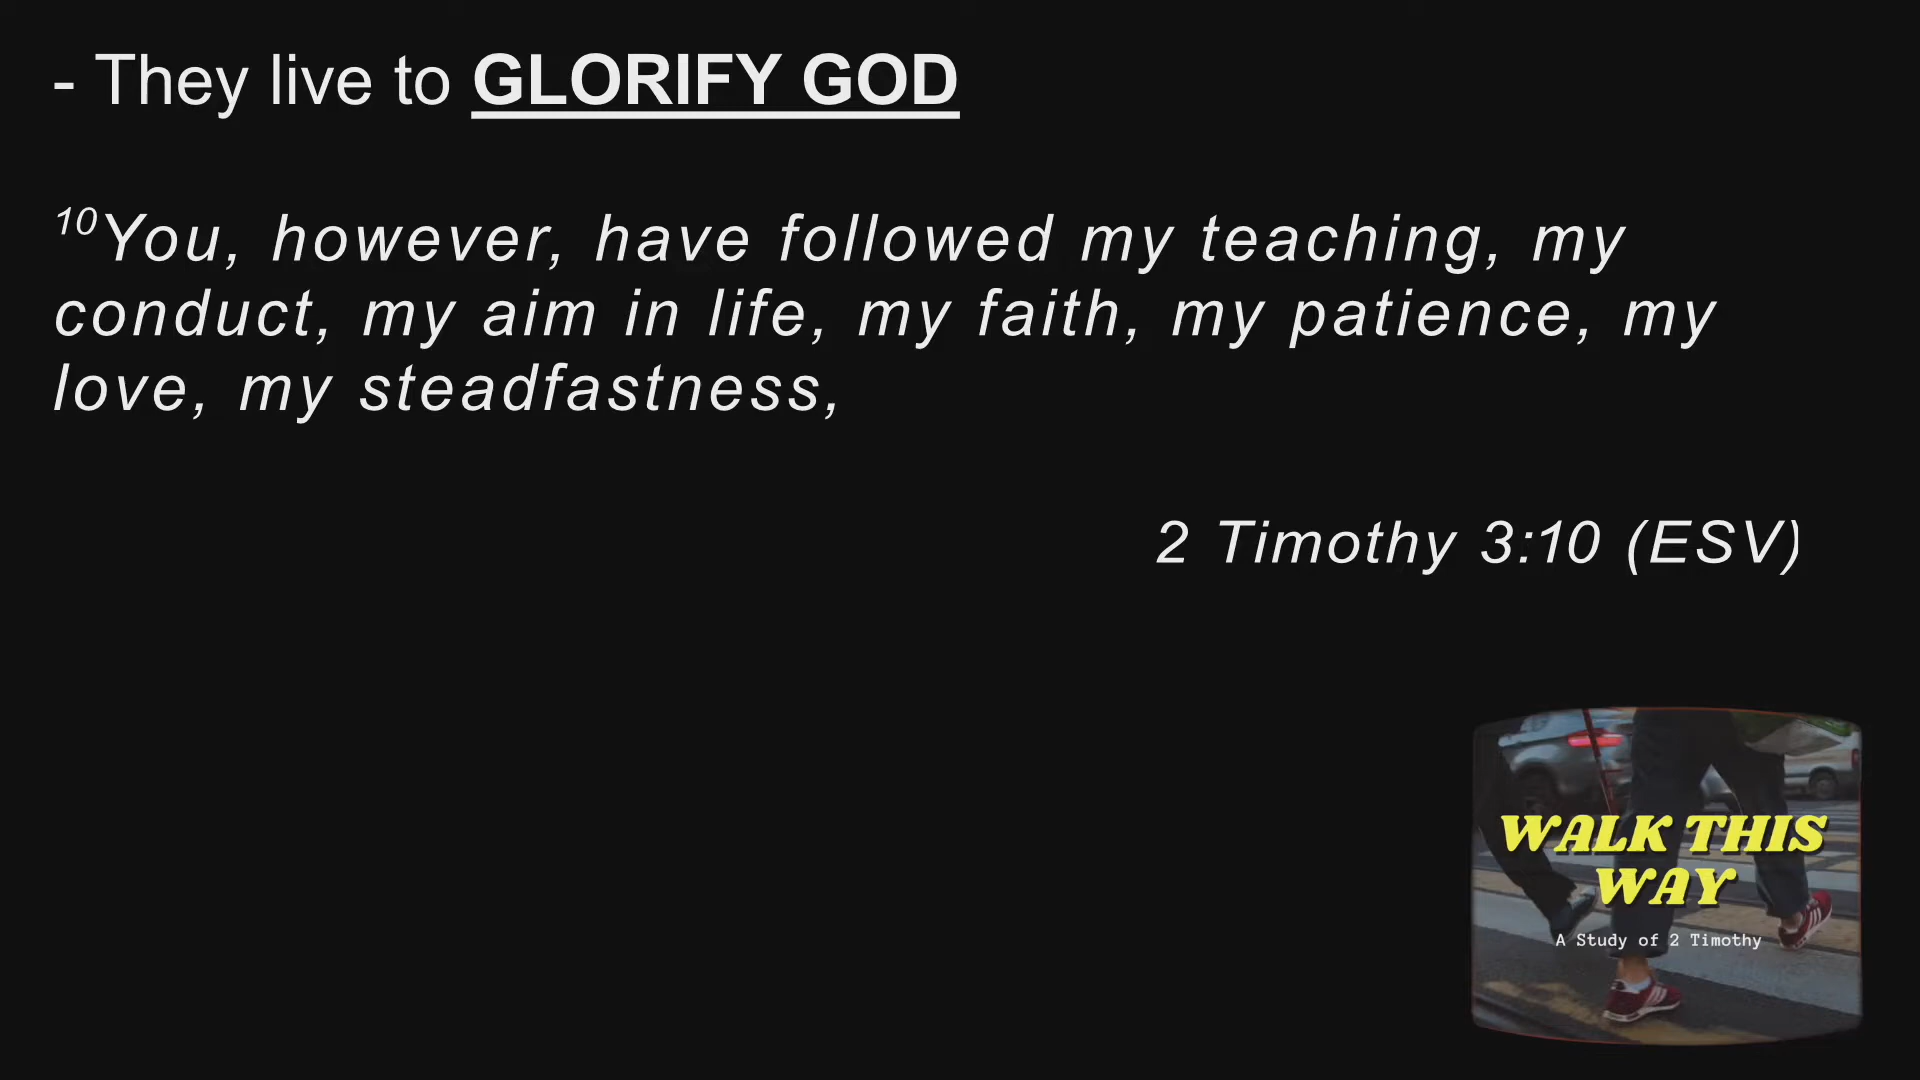 - They live to GLORIFY GOD
10You, however, have followed my teaching, my
conduct, my aim in life, my faith, my patience, my
love, my steadfastness,
2 Timothy 3:10 (ESV)
WALK THIS
WAY
A Study of 2 Timothy